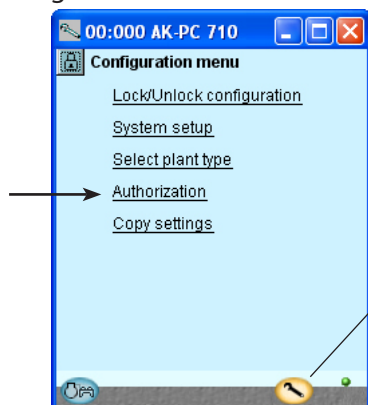 00:000 AK-PC 710
Configuration menu
Lock/Unlock configuration
System setup
Select plant type
Authorization
Copy settings